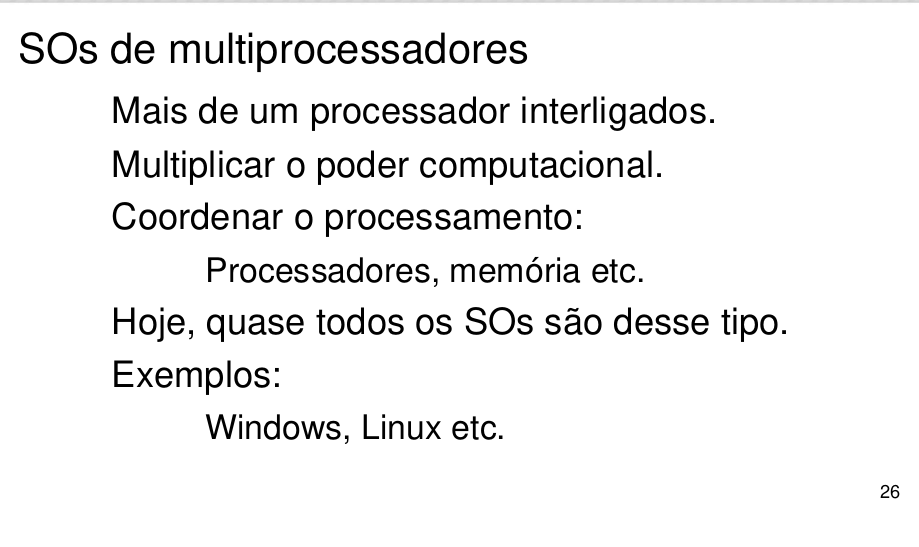 SOs de multiprocessadores
Mais de um processador interligados.
Multiplicar o poder computacional.
Coordenar o processamento:
Processadores, memória etc.
Hoje, quase todos os SOs são desse tipo.
Exemplos:
Windows, Linux etc.
26